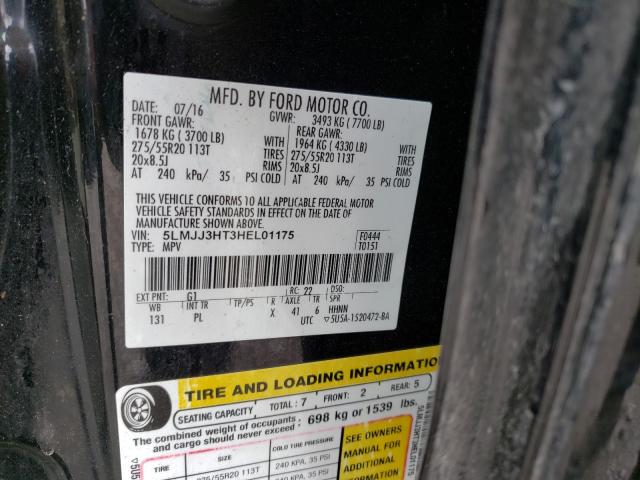 MFD. BY FORD MOTOR CO.
DATE: 07/16 GVWR: 3493 KG (7700 LB)
FRONT GAWR: REAR GAWR:
1678 KG (3700 LB) WITH 1964 KG (4330 LB) WITH
275/55R20 113T TIRES 275/55R20 113T TIRES
20x8.5J RIMS 20x8.5J RIMS
AT 240 kPa/ 35 PSI COLD AT 240 kPa/ 35 PSI COLD
THIS VEHICLE CONFORMS TO ALL APPLICABLE FEDERAL MOTOR
VEHICLE SAFETY STANDARDS IN EFFECT ON THE DATE OF
MANUFACTURE SHOWN ABOVE.
VIN: 5LMJJ3HT3HEL01175 F0444
TYPE: MPV T0151
EXT PNT: G1 RC: 22 DSO:
WB INT TR TP/PS R AXLE TR SPR
131 PL X 41 6 HHNN
UTC ▽5U5A-1520472-BA
TIRE AND LOADING INFORMATION
SEATING CAPACITY TOTAL: 7 FRONT: 2 REAR: 5
The combined weight of occupants
and cargo should never exceed: 698 kg or 1539 lbs.
TIRE SIZE COLD TIRE PRESSURE
275/55R20 113T 240 KPA, 35 PSI
240 KPA, 35 PSI
SEE OWNERS
MANUAL FOR
ADDITIONAL
INFORMATION
5LMJJ3HT3HEL01175